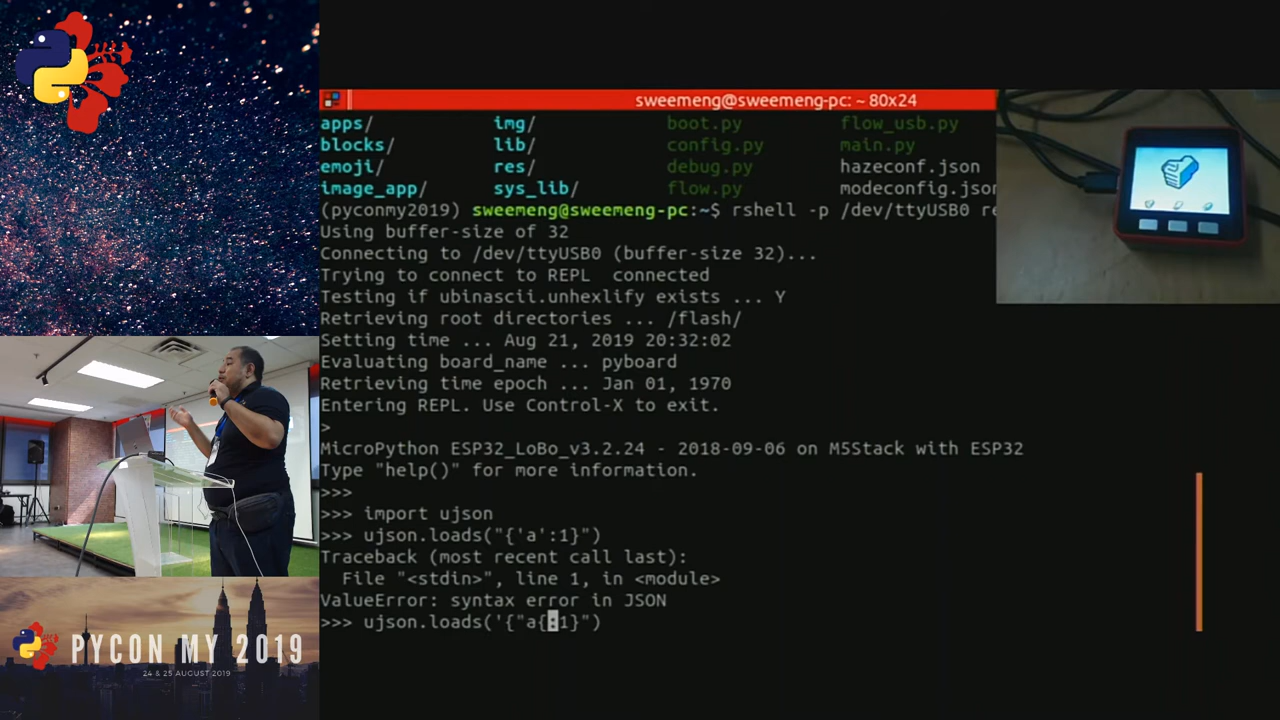 sweemeng@sweemeng-pc: ~ 80x24
apps/ img/ boot.py flow_usb.py
blocks/ lib/ config.py main.py
emoji/ res/ debug.py hazeconf.json
image_app/ sys_lib/ flow.py modeconfig.json
(pyconmy2019) sweemeng@sweemeng-pc:~$ rshell -p /dev/ttyUSB0 re
Using buffer-size of 32
Connecting to /dev/ttyUSB0 (buffer-size 32)...
Trying to connect to REPL  connected
Testing if ubinascii.unhexlify exists ... Y
Retrieving root directories ... /flash/
Setting time ... Aug 21, 2019 20:32:02
Evaluating board_name ... pyboard
Retrieving time epoch ... Jan 01, 1970
Entering REPL. Use Control-X to exit.
>
MicroPython ESP32_LoBo_v3.2.24 - 2018-09-06 on M5Stack with ESP32
Type "help()" for more information.
>>>
>>> import ujson
>>> ujson.loads("{'a':1}")
Traceback (most recent call last):
  File "<stdin>", line 1, in <module>
ValueError: syntax error in JSON
>>> ujson.loads('{"a{:1}")
PYCON MY 2019
24 & 25 AUGUST 2019